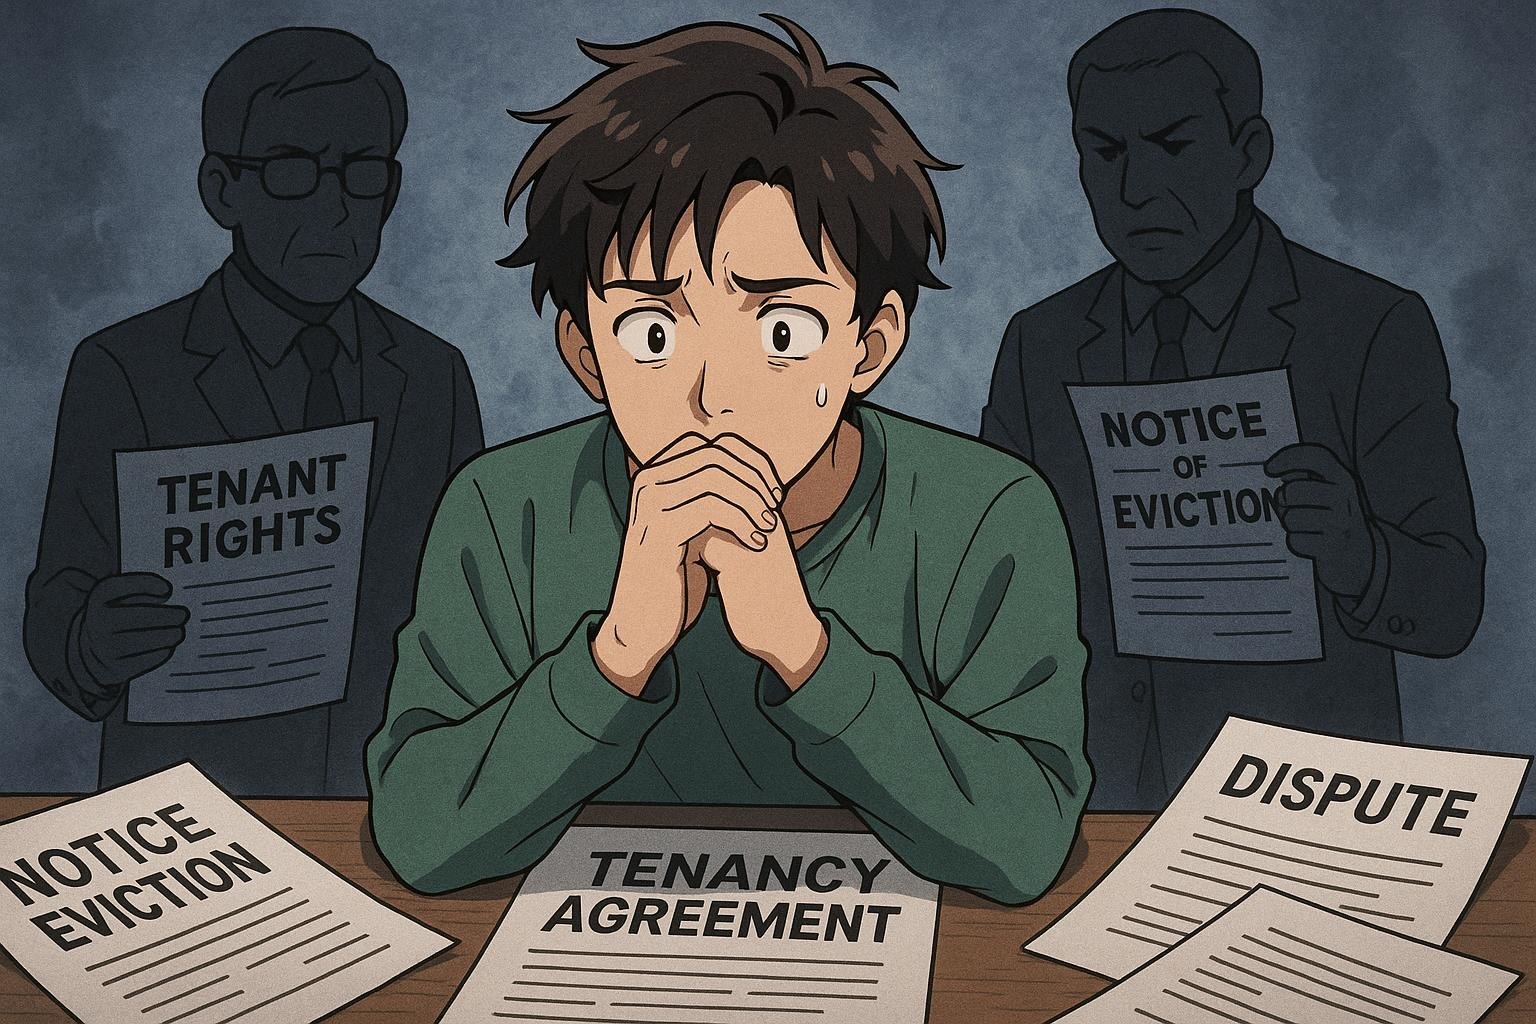 TENANT
RIGHTS
NOTICE
OF
EVICTION
NOTICE
EVICTION
TENANCY
AGREEMENT
DISPUTE